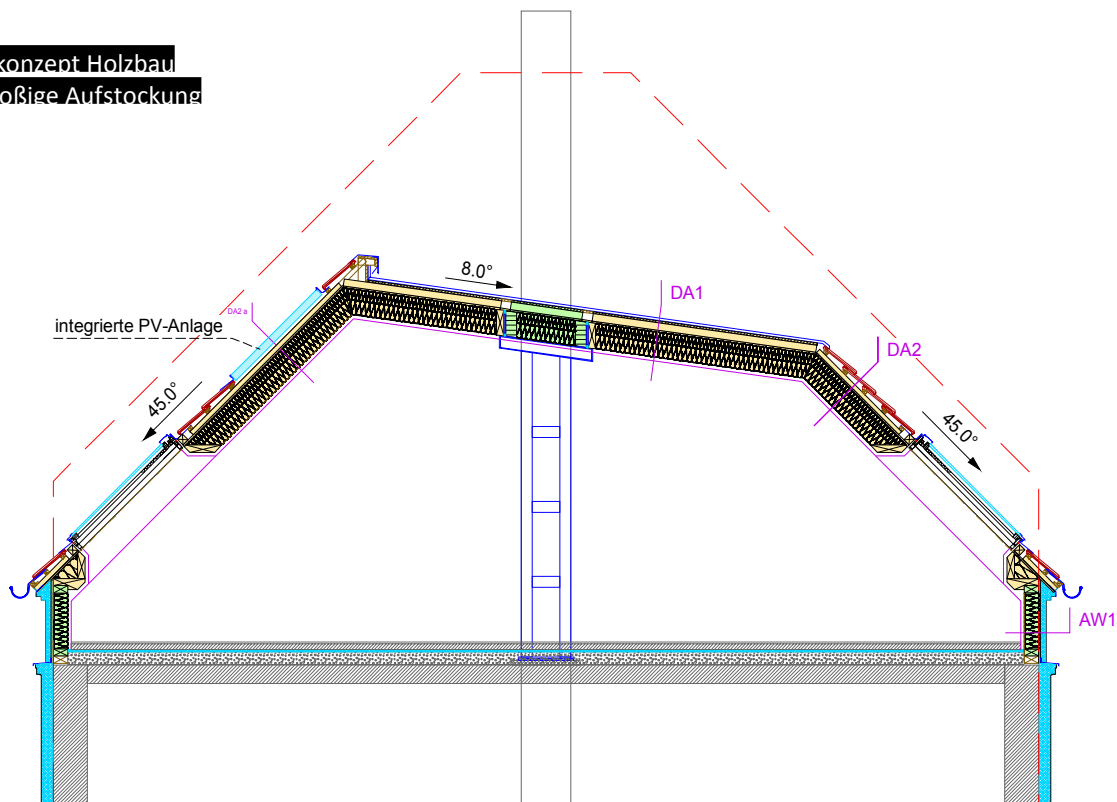 konzept Holzbau
oßige Aufstockung
8.0°
DA1
DA2 a
integrierte PV-Anlage
DA2
45.0°
45.0°
AW1